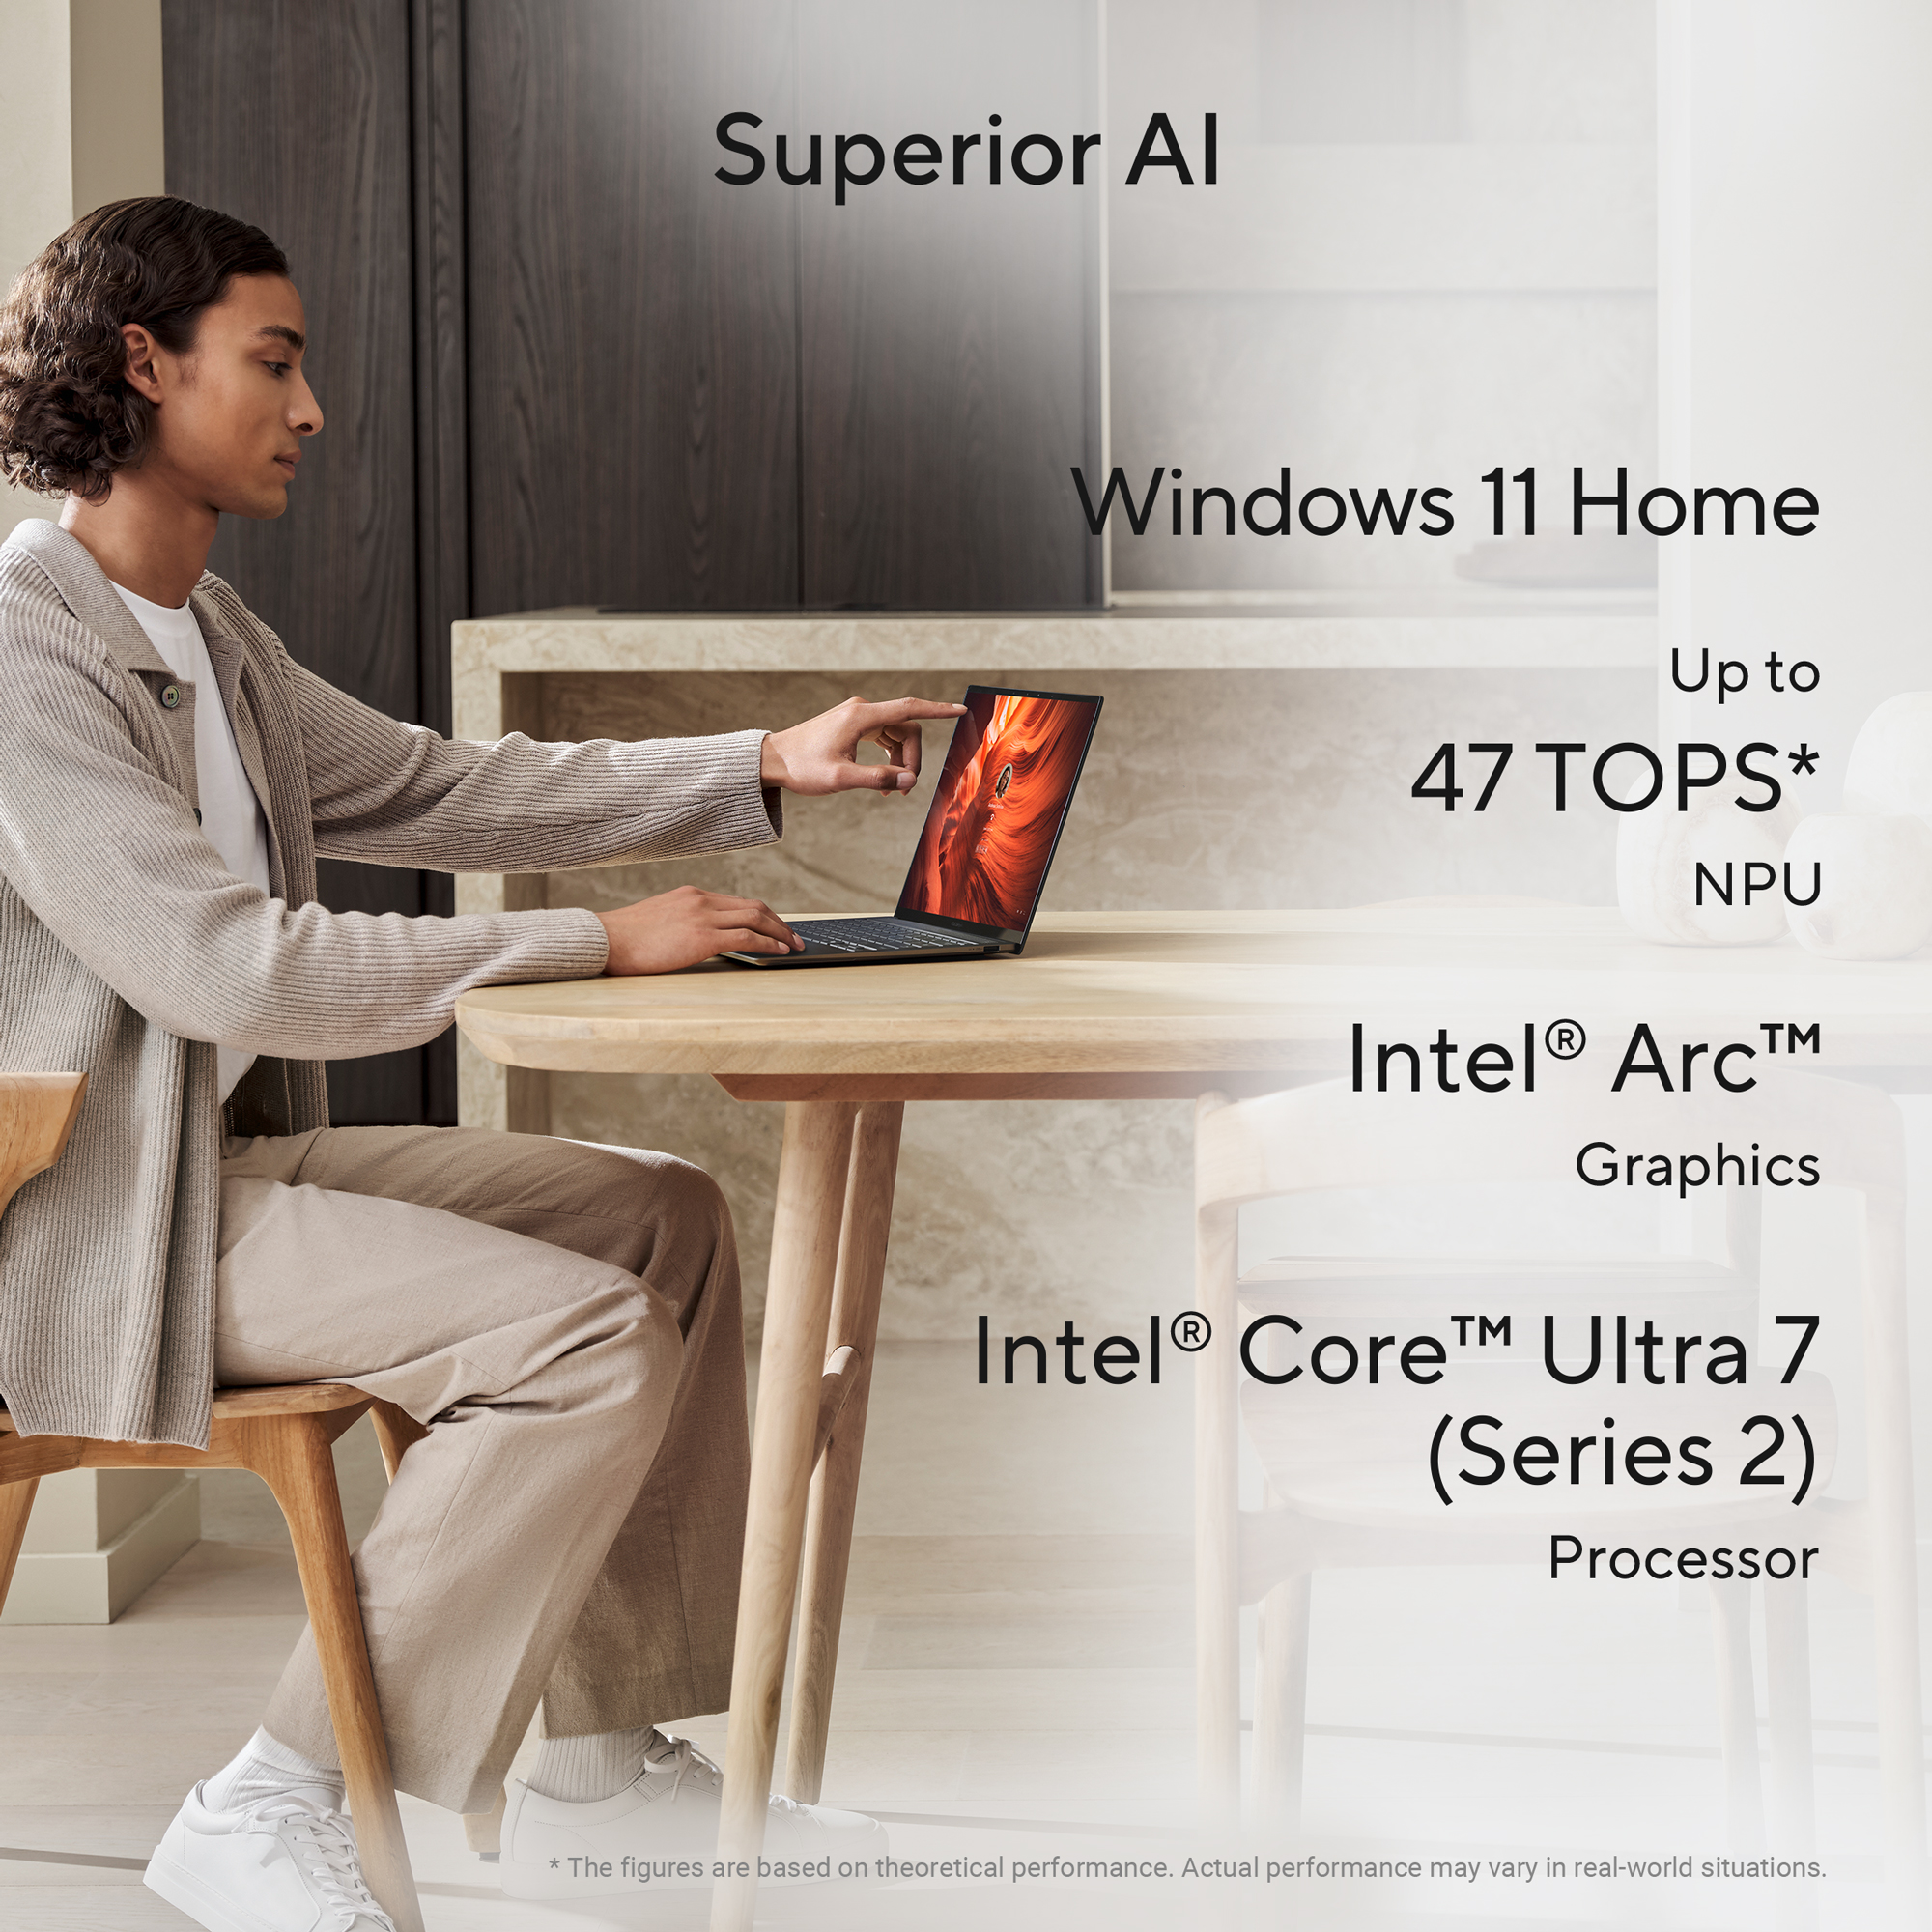 Superior AI
Windows 11 Home
Up to
47 TOPS*
NPU
Intel® Arc™
Graphics
Intel® Core™ Ultra 7
(Series 2)
Processor
* The figures are based on theoretical performance. Actual performance may vary in real-world situations.